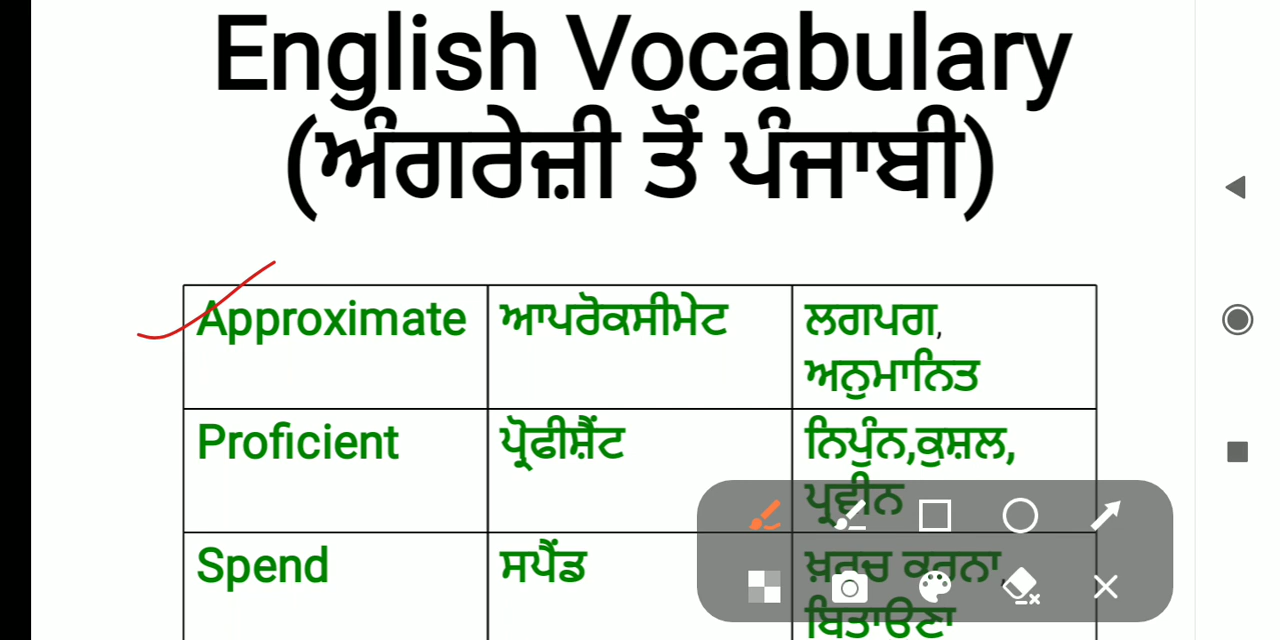 English Vocabulary
(ਅੰਗਰੇਜ਼ੀ ਤੋਂ ਪੰਜਾਬੀ)
Approximate ਆਪਰੋਕਸੀਮੇਟ ਲਗਪਗ,
ਅਨੁਮਾਨਿਤ
Proficient ਪ੍ਰੋਫੀਸ਼ੈਂਟ ਨਿਪੁੰਨ,ਕੁਸ਼ਲ,
ਪ੍ਰਵੀਨ
Spend ਸਪੈਂਡ ਖ਼ਰਚ ਕਰਨਾ,
ਬਿਤਾਉਣਾ